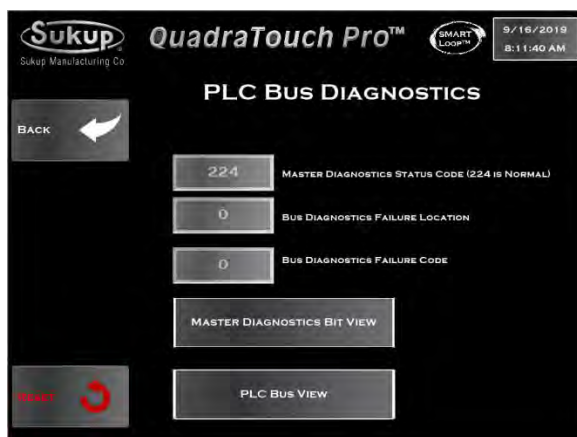 Sukup
Sukup Manufacturing Co
QuadraTouch Pro™
SMART
LOOP™
9/16/2019
8:11:40 AM
PLC BUS DIAGNOSTICS
BACK
224
MASTER DIAGNOSTICS STATUS CODE (224 IS NORMAL)
0
BUS DIAGNOSTICS FAILURE LOCATION
0
BUS DIAGNOSTICS FAILURE CODE
MASTER DIAGNOSTICS BIT VIEW
RESET
PLC BUS VIEW